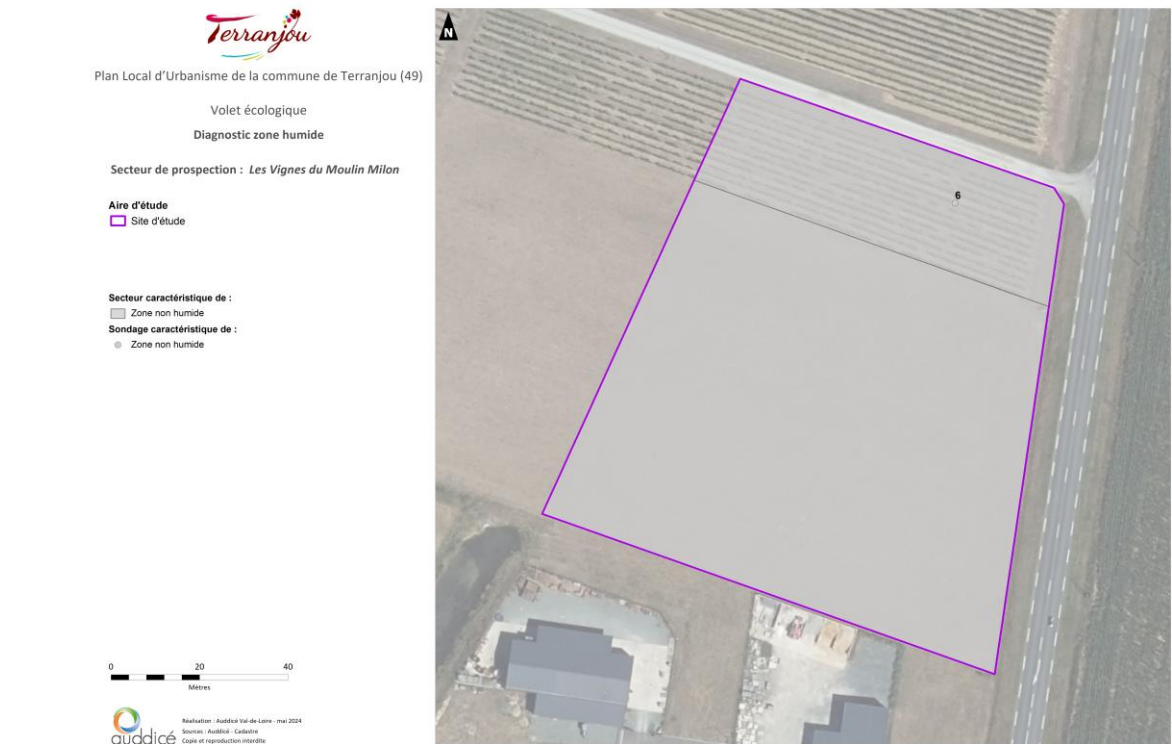 Terranjou
Plan Local d'Urbanisme de la commune de Terranjou (49)
Volet écologique
Diagnostic zone humide
Secteur de prospection : Les Vignes du Moulin Milon
Aire d'étude
Site d'étude
Secteur caractéristique de :
Zone non humide
Sondage caractéristique de :
Zone non humide
0 20 40
Mètres
auddicé
Réalisation : Auddicé Val-de-Loire - mai 2024
Sources : Auddicé - Cadastre
Copie et reproduction interdite
N
6